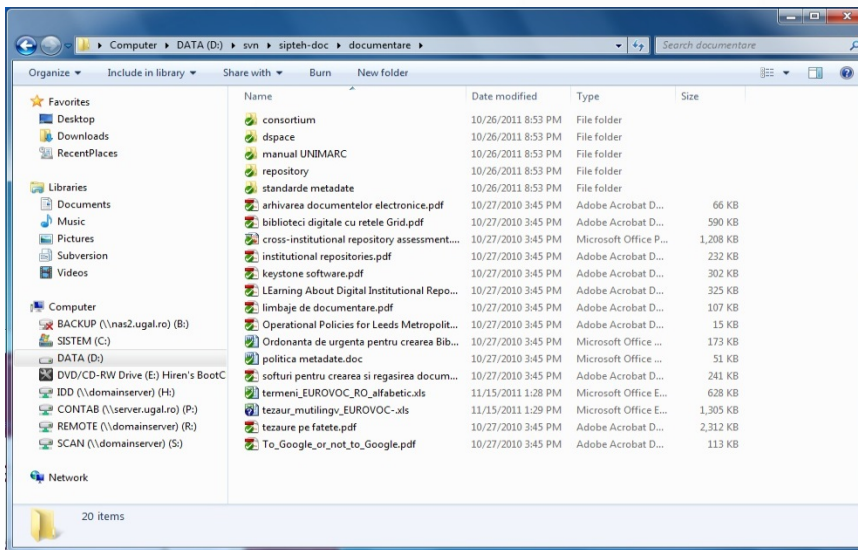 Computer ▸ DATA (D:) ▸ svn ▸ sipteh-doc ▸ documentare ▸ Search documentare
Organize ▾ Include in library ▾ Share with ▾ Burn New folder
Favorites
Desktop
Downloads
RecentPlaces
Libraries
Documents
Music
Pictures
Subversion
Videos
Computer
BACKUP (\\nas2.ugal.ro) (B:)
SISTEM (C:)
DATA (D:)
DVD/CD-RW Drive (E:) Hiren's BootC
IDD (\\domainserver) (H:)
CONTAB (\\server.ugal.ro) (P:)
REMOTE (\\domainserver) (R:)
SCAN (\\domainserver) (S:)
Network
Name Date modified Type Size
consortium 10/26/2011 8:53 PM File folder
dspace 10/26/2011 8:53 PM File folder
manual UNIMARC 10/26/2011 8:53 PM File folder
repository 10/26/2011 8:53 PM File folder
standarde metadate 10/26/2011 8:53 PM File folder
arhivarea documentelor electronice.pdf 10/27/2010 3:45 PM Adobe Acrobat D... 66 KB
biblioteci digitale cu retele Grid.pdf 10/27/2010 3:45 PM Adobe Acrobat D... 590 KB
cross-institutional repository assessment.... 10/27/2010 3:45 PM Microsoft Office P... 1,208 KB
institutional repositories.pdf 10/27/2010 3:45 PM Adobe Acrobat D... 232 KB
keystone software.pdf 10/27/2010 3:45 PM Adobe Acrobat D... 302 KB
LEarning About Digital Institutional Repo... 10/27/2010 3:45 PM Adobe Acrobat D... 325 KB
limbaje de documentare.pdf 10/27/2010 3:45 PM Adobe Acrobat D... 107 KB
Operational Policies for Leeds Metropolit... 10/27/2010 3:45 PM Adobe Acrobat D... 15 KB
Ordonanta de urgenta pentru crearea Bib... 10/27/2010 3:45 PM Microsoft Office ... 173 KB
politica metadate.doc 10/27/2010 3:45 PM Microsoft Office ... 51 KB
softuri pentru crearea si regasirea docum... 10/27/2010 3:45 PM Adobe Acrobat D... 241 KB
termeni_EUROVOC_RO_alfabetic.xls 11/15/2011 1:28 PM Microsoft Office E... 628 KB
tezaur_mutilingv_EUROVOC-.xls 11/15/2011 1:29 PM Microsoft Office E... 1,305 KB
tezaure pe fatete.pdf 10/27/2010 3:45 PM Adobe Acrobat D... 2,312 KB
To_Google_or_not_to_Google.pdf 10/27/2010 3:45 PM Adobe Acrobat D... 113 KB
20 items